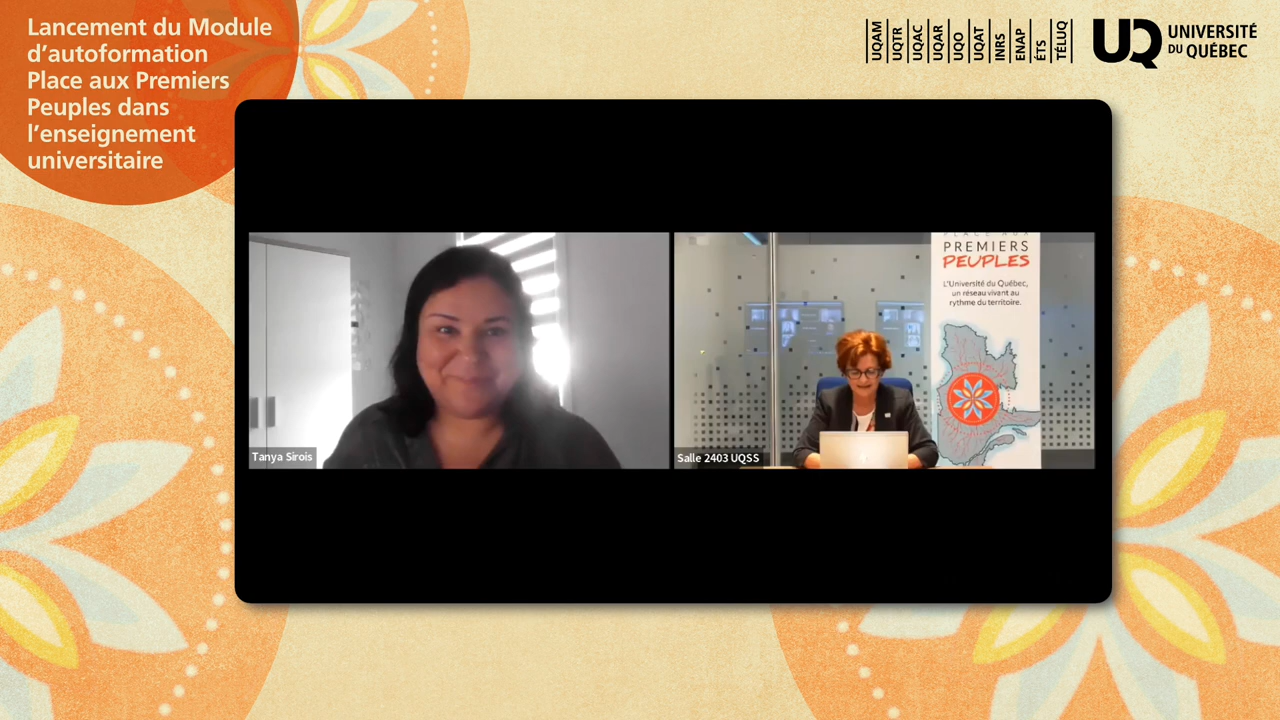 Lancement du Module
d’autoformation
Place aux Premiers
Peuples dans
l’enseignement
universitaire
UQAM
UQTR
UQAC
UQAR
UQO
UQAT
INRS
ENAP
ÉTS
TÉLUQ
UQ
UNIVERSITÉ
DU QUÉBEC
PLACE AUX
PREMIERS
PEUPLES
L'Université du Québec,
un réseau vivant au
rythme du territoire.
Tanya Sirois
Salle 2403 UQSS